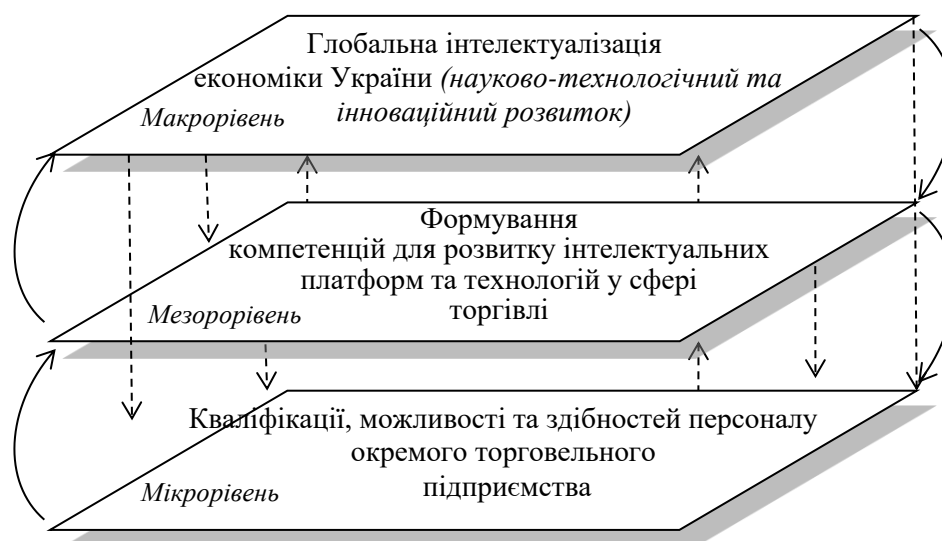 Глобальна інтелектуалізація
економіки України (науково-технологічний та
інноваційний розвиток)
Макрорівень
Формування
компетенцій для розвитку інтелектуальних
платформ та технологій у сфері
торгівлі
Мезорорівень
Кваліфікації, можливості та здібностей персоналу
окремого торговельного
підприємства
Мікрорівень